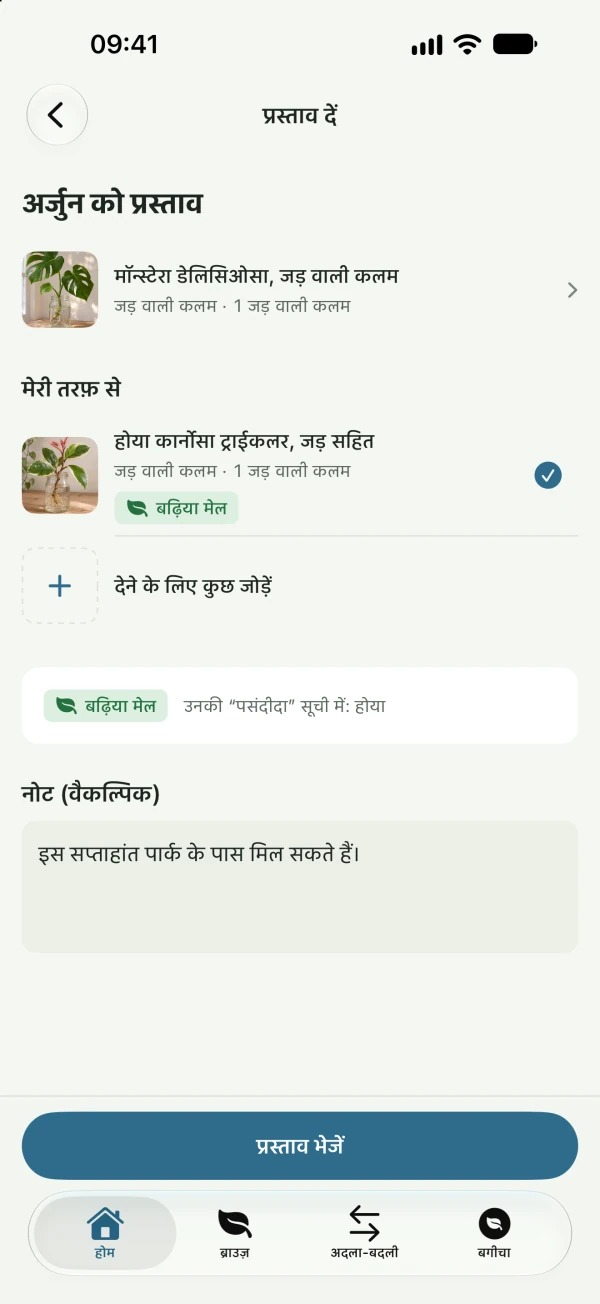 09:41
प्रस्ताव दें
अर्जुन को प्रस्ताव
मॉन्स्टेरा डेलिसिओसा, जड़ वाली कलम
जड़ वाली कलम · 1 जड़ वाली कलम
मेरी तरफ़ से
होया कार्नोसा ट्राईकलर, जड़ सहित
जड़ वाली कलम · 1 जड़ वाली कलम
बढ़िया मेल
देने के लिए कुछ जोड़ें
बढ़िया मेल उनकी “पसंदीदा” सूची में: होया
नोट (वैकल्पिक)
इस सप्ताहांत पार्क के पास मिल सकते हैं।
प्रस्ताव भेजें
होम ब्राउज़ अदला-बदली बगीचा